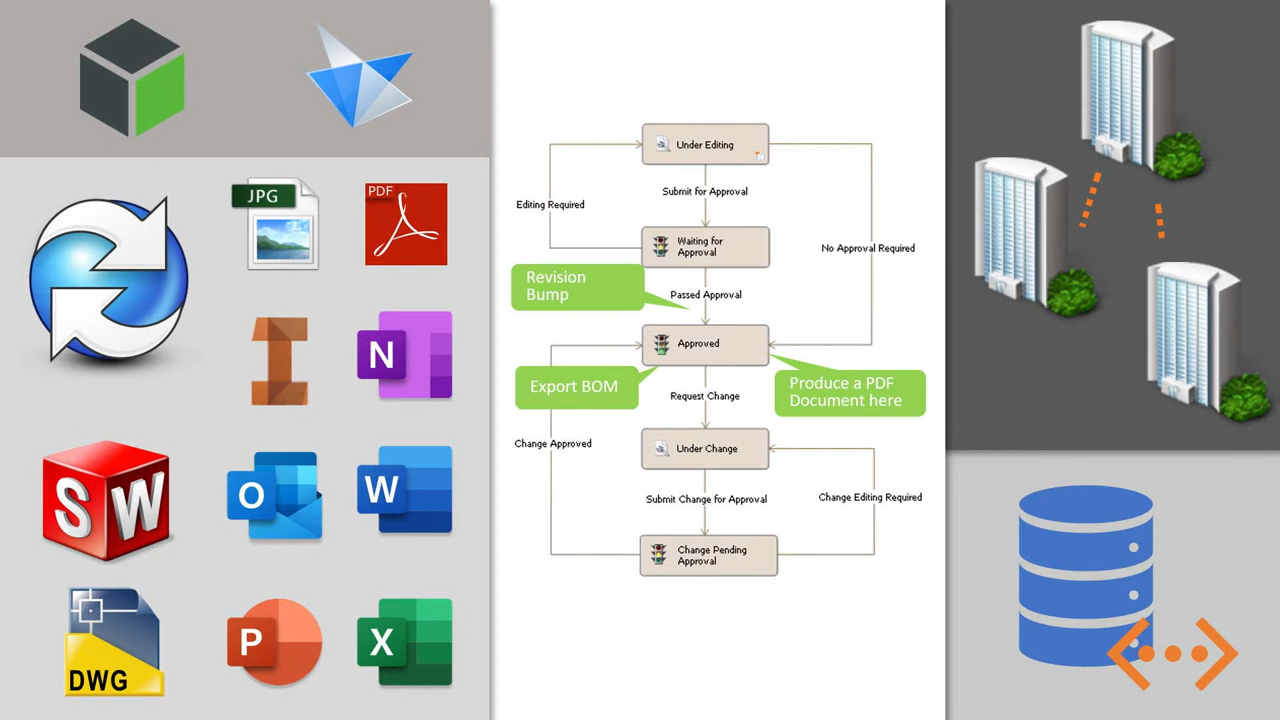 JPG
PDF
I
N
SW
O
W
DWG
P
X
Under Editing
Submit for Approval
Editing Required
Waiting for
Approval
No Approval Required
Revision
Bump
Passed Approval
Approved
Export BOM
Produce a PDF
Document here
Request Change
Change Approved
Under Change
Submit Change for Approval
Change Editing Required
Change Pending
Approval